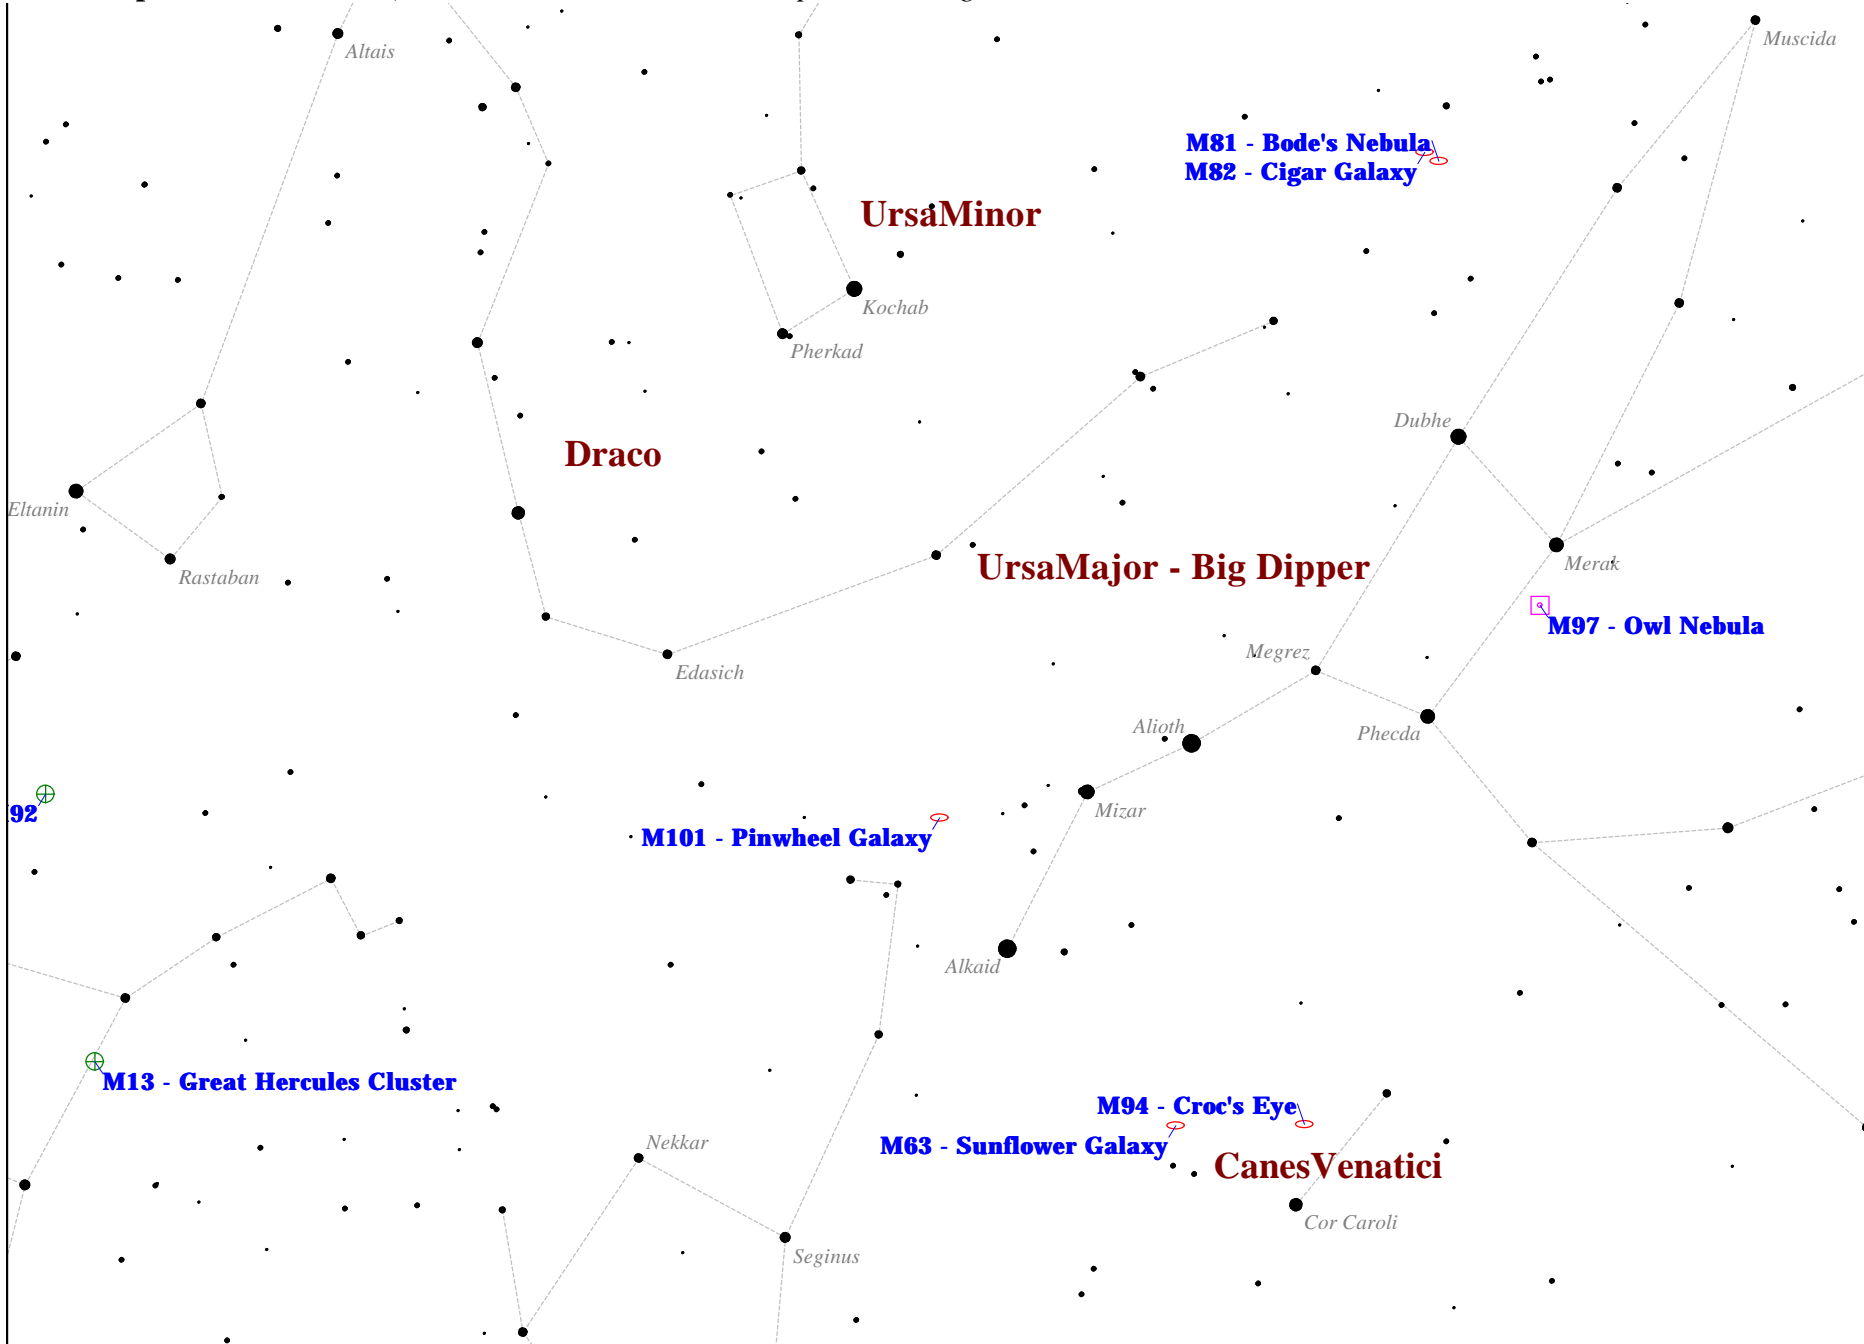 Altais
Muscida
M81 - Bode's Nebula
M82 - Cigar Galaxy
UrsaMinor
Kochab
Pherkad
Dubhe
Draco
Eltanin
Rastaban
UrsaMajor - Big Dipper
Merak
M97 - Owl Nebula
Megrez
Edasich
Alioth
Phecda
Mizar
92
M101 - Pinwheel Galaxy
Alkaid
M13 - Great Hercules Cluster
M94 - Croc's Eye
Nekkar
M63 - Sunflower Galaxy
CanesVenatici
Cor Caroli
Seginus